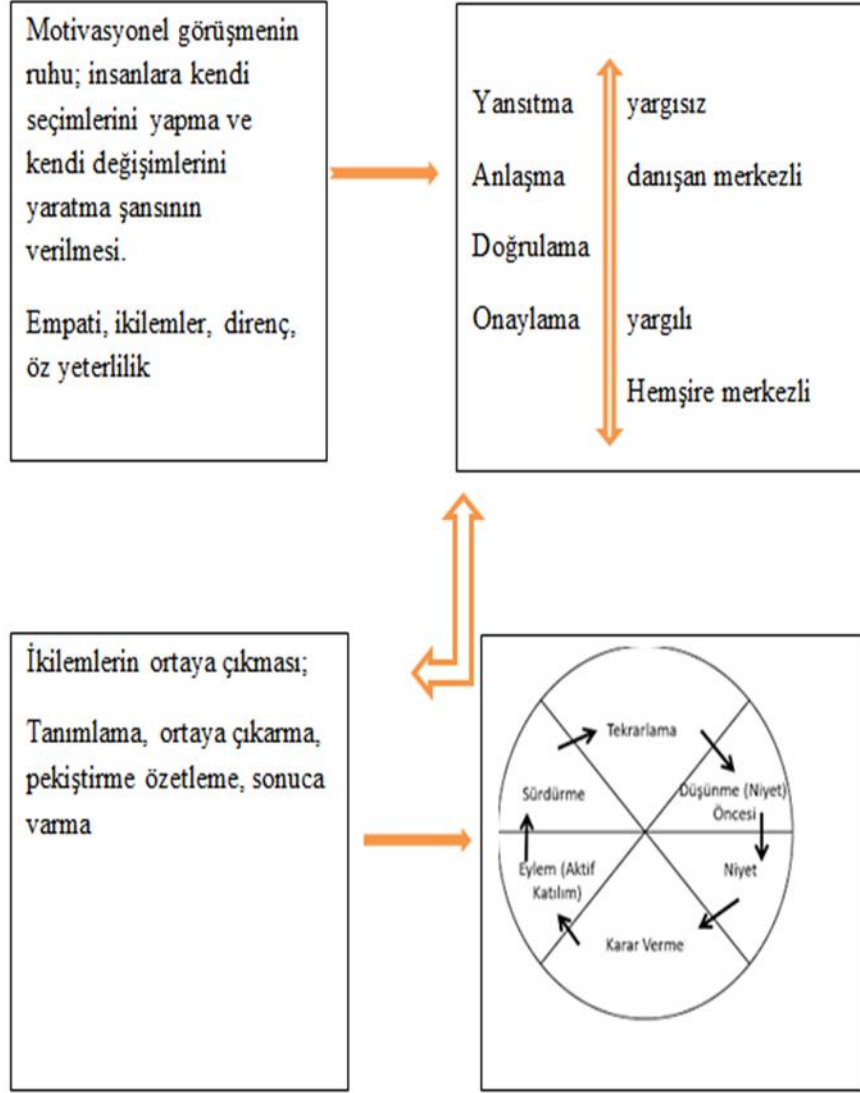 Motivasyonel görüşmenin
ruhu; insanlara kendi
seçimlerini yapma ve
kendi değişimlerini
yaratma şansının
verilmesi.
Empati, ikilemler, direnç,
öz yeterlilik
Yansıtma yargısız
Anlaşma danışan merkezli
Doğrulama
Onaylama yargılı
Hemşire merkezli
İkilemlerin ortaya çıkması;
Tanımlama, ortaya çıkarma,
pekiştirme özetleme, sonuca
varma
Tekrarlama
Düşünme (Niyet)
Öncesi
Niyet
Karar Verme
Eylem (Aktif
Katılım)
Sürdürme